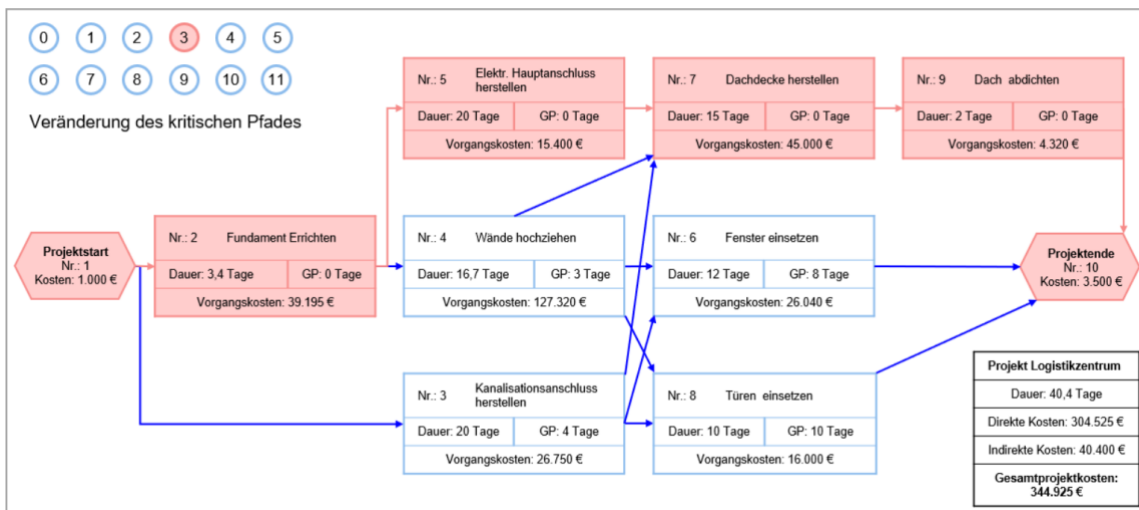 0 1 2 3 4 5
6 7 8 9 10 11
Veränderung des kritischen Pfades
Nr.: 5 Elektr. Hauptanschluss
herstellen
Dauer: 20 Tage GP: 0 Tage
Vorgangskosten: 15.400 €
Nr.: 7 Dachdecke herstellen
Dauer: 15 Tage GP: 0 Tage
Vorgangskosten: 45.000 €
Nr.: 9 Dach abdichten
Dauer: 2 Tage GP: 0 Tage
Vorgangskosten: 4.320 €
Projektstart
Nr.: 1
Kosten: 1.000 €
Nr.: 2 Fundament Errichten
Dauer: 3,4 Tage GP: 0 Tage
Vorgangskosten: 39.195 €
Nr.: 4 Wände hochziehen
Dauer: 16,7 Tage GP: 3 Tage
Vorgangskosten: 127.320 €
Nr.: 6 Fenster einsetzen
Dauer: 12 Tage GP: 8 Tage
Vorgangskosten: 26.040 €
Projektende
Nr.: 10
Kosten: 3.500 €
Nr.: 3 Kanalisationsanschluss
herstellen
Dauer: 20 Tage GP: 4 Tage
Vorgangskosten: 26.750 €
Nr.: 8 Türen einsetzen
Dauer: 10 Tage GP: 10 Tage
Vorgangskosten: 16.000 €
Projekt Logistikzentrum
Dauer: 40,4 Tage
Direkte Kosten: 304.525 €
Indirekte Kosten: 40.400 €
Gesamtprojektkosten:
344.925 €